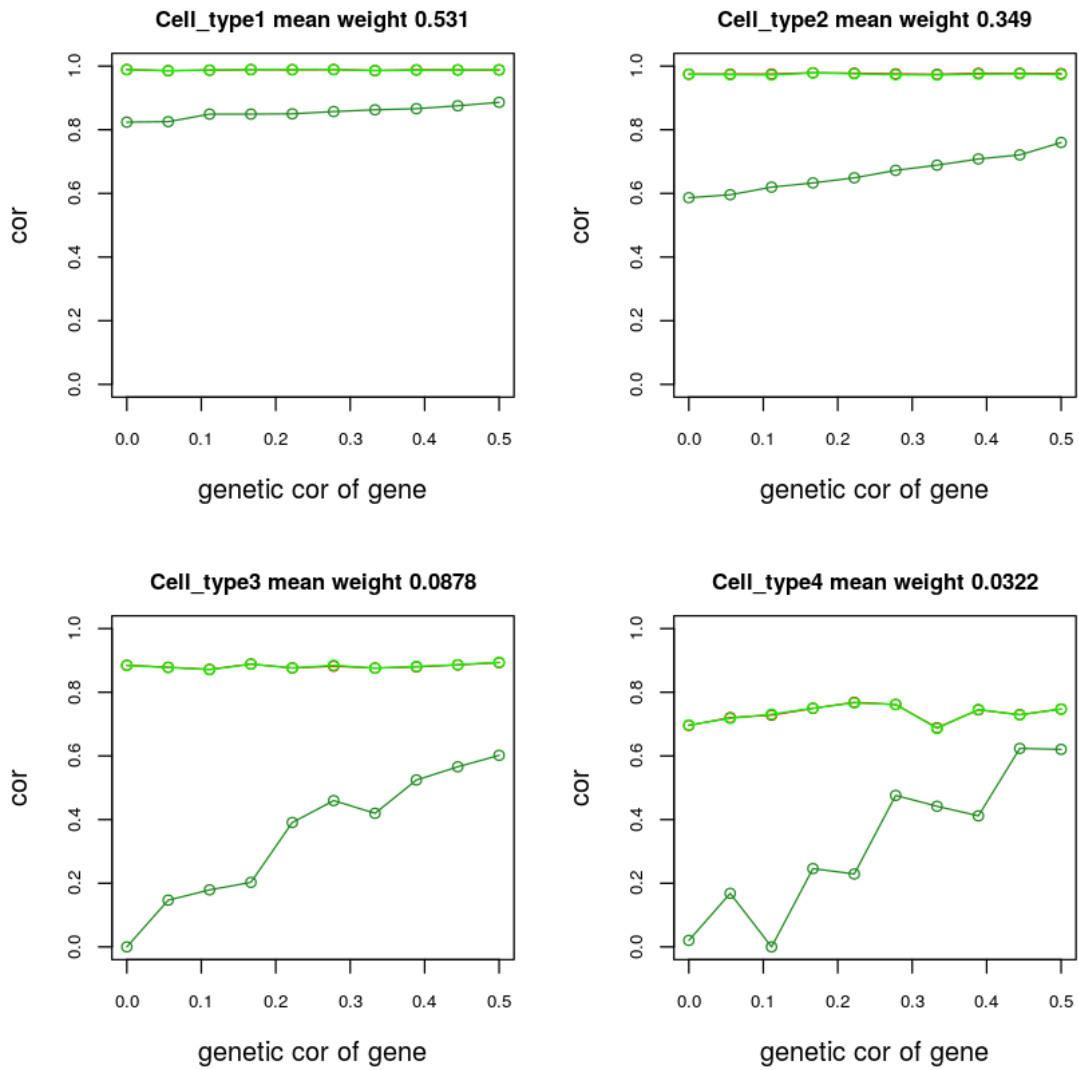 Cell_type1 mean weight 0.531
cor
0.0 0.2 0.4 0.6 0.8 1.0
0.0 0.1 0.2 0.3 0.4 0.5
genetic cor of gene
Cell_type2 mean weight 0.349
cor
0.0 0.2 0.4 0.6 0.8 1.0
0.0 0.1 0.2 0.3 0.4 0.5
genetic cor of gene
Cell_type3 mean weight 0.0878
cor
0.0 0.2 0.4 0.6 0.8 1.0
0.0 0.1 0.2 0.3 0.4 0.5
genetic cor of gene
Cell_type4 mean weight 0.0322
cor
0.0 0.2 0.4 0.6 0.8 1.0
0.0 0.1 0.2 0.3 0.4 0.5
genetic cor of gene